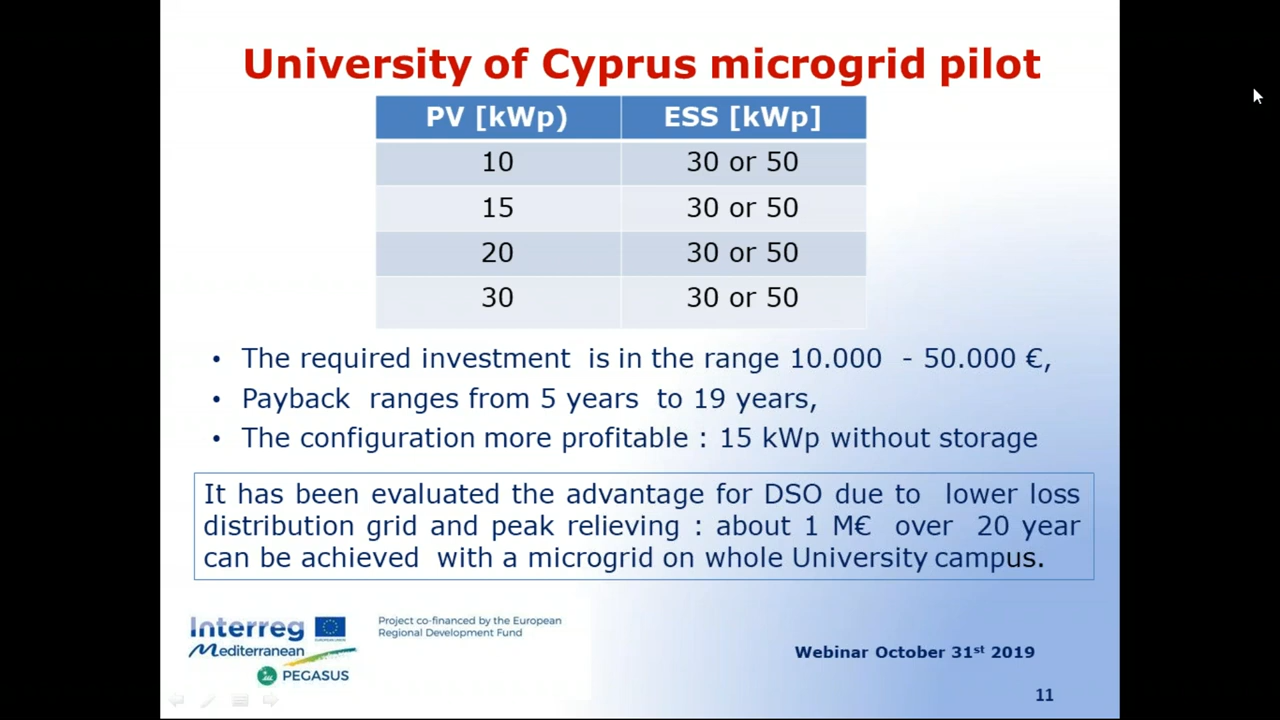 University of Cyprus microgrid pilot
PV [kWp) ESS [kWp]
10 30 or 50
15 30 or 50
20 30 or 50
30 30 or 50
• The required investment is in the range 10.000 - 50.000 €,
• Payback ranges from 5 years to 19 years,
• The configuration more profitable : 15 kWp without storage
It has been evaluated the advantage for DSO due to lower loss
distribution grid and peak relieving : about 1 M€ over 20 year
can be achieved with a microgrid on whole University campus.
Interreg
Mediterranean
PEGASUS
Project co-financed by the European
Regional Development Fund
Webinar October 31st 2019
11